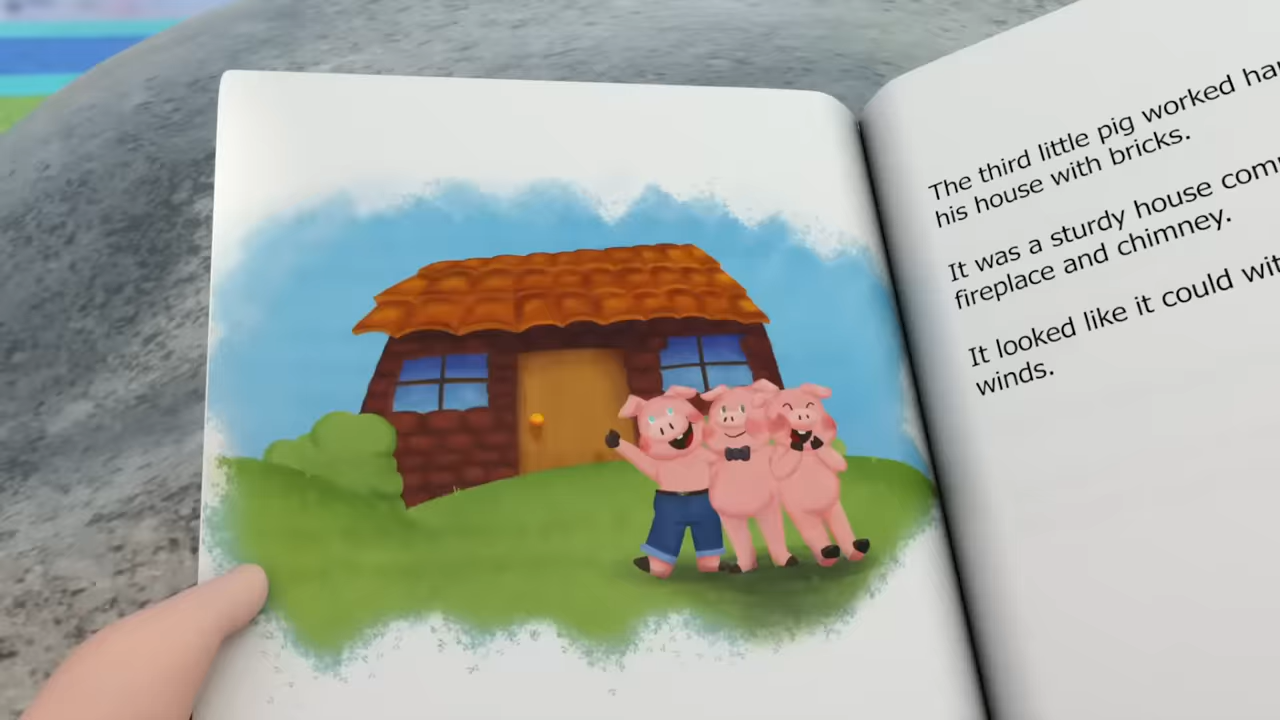 The third little pig worked
his house with bricks.
It was a sturdy house
fireplace and chimney.
It looked like it could
winds.